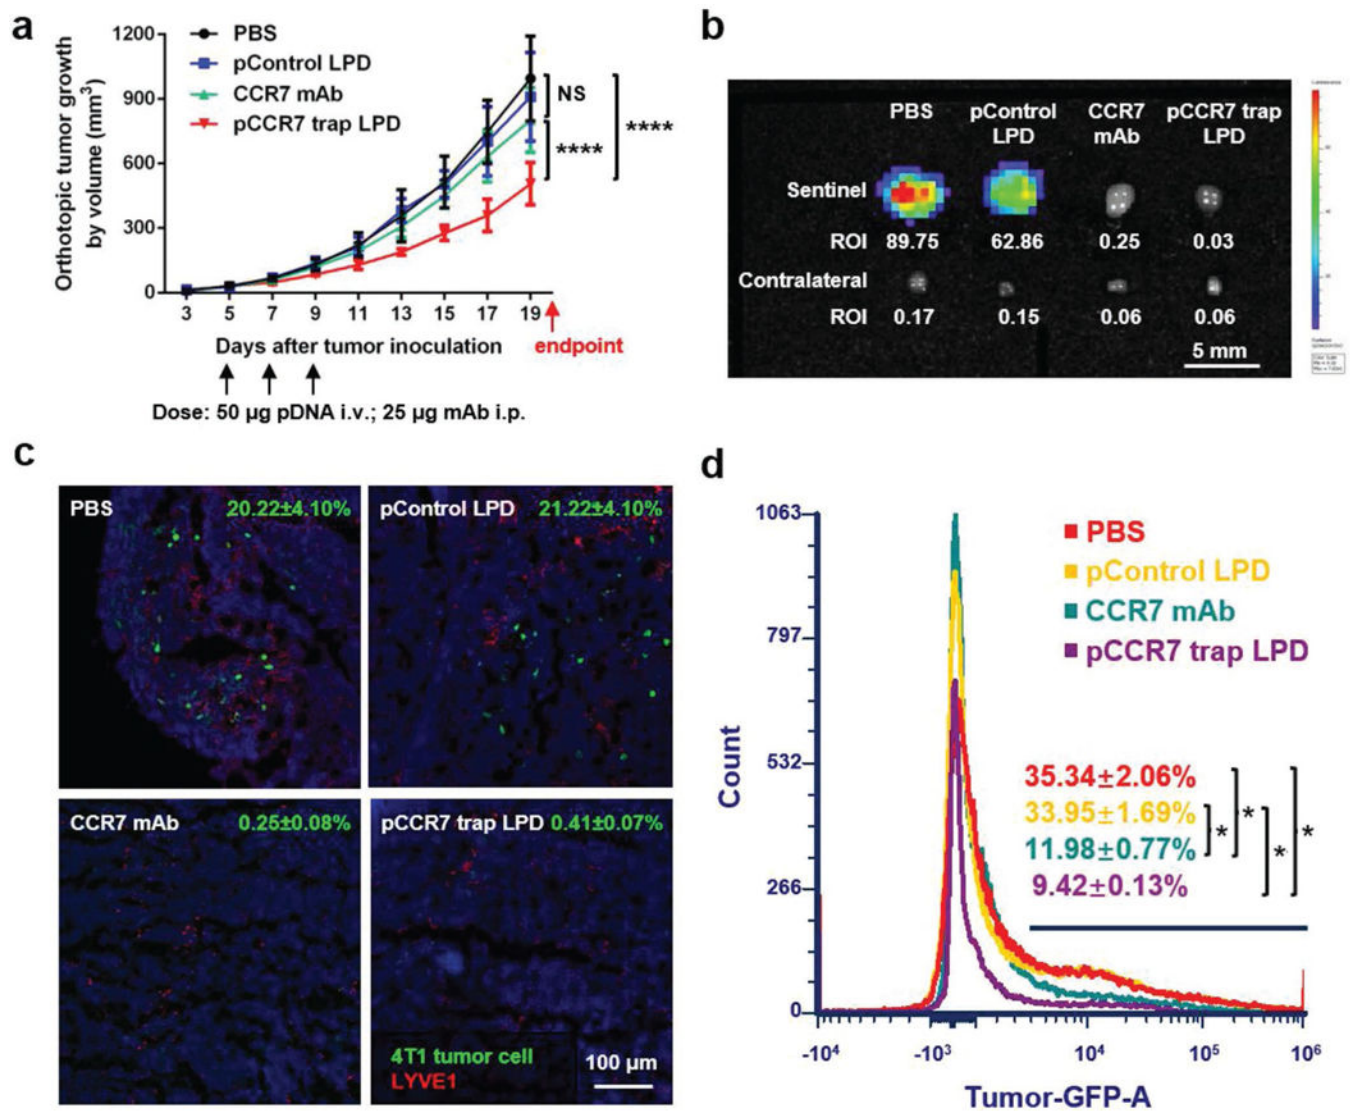 a
Orthotopic tumor growth
by volume (mm³)
1200
900
600
300
0
PBS
pControl LPD
CCR7 mAb
pCCR7 trap LPD
NS
****
****
3 5 7 9 11 13 15 17 19
Days after tumor inoculation
endpoint
Dose: 50 µg pDNA i.v.; 25 µg mAb i.p.
b
PBS pControl LPD CCR7 mAb pCCR7 trap LPD
Sentinel
ROI 89.75 62.86 0.25 0.03
Contralateral
ROI 0.17 0.15 0.06 0.06
5 mm
c
PBS 20.22±4.10%
pControl LPD 21.22±4.10%
CCR7 mAb 0.25±0.08%
pCCR7 trap LPD 0.41±0.07%
4T1 tumor cell
LYVE1
100 µm
d
Count
1063
797
532
266
0
PBS
pControl LPD
CCR7 mAb
pCCR7 trap LPD
35.34±2.06%
33.95±1.69%
11.98±0.77%
9.42±0.13%
* * * *
-10⁴ -10³ 10⁴ 10⁵ 10⁶
Tumor-GFP-A